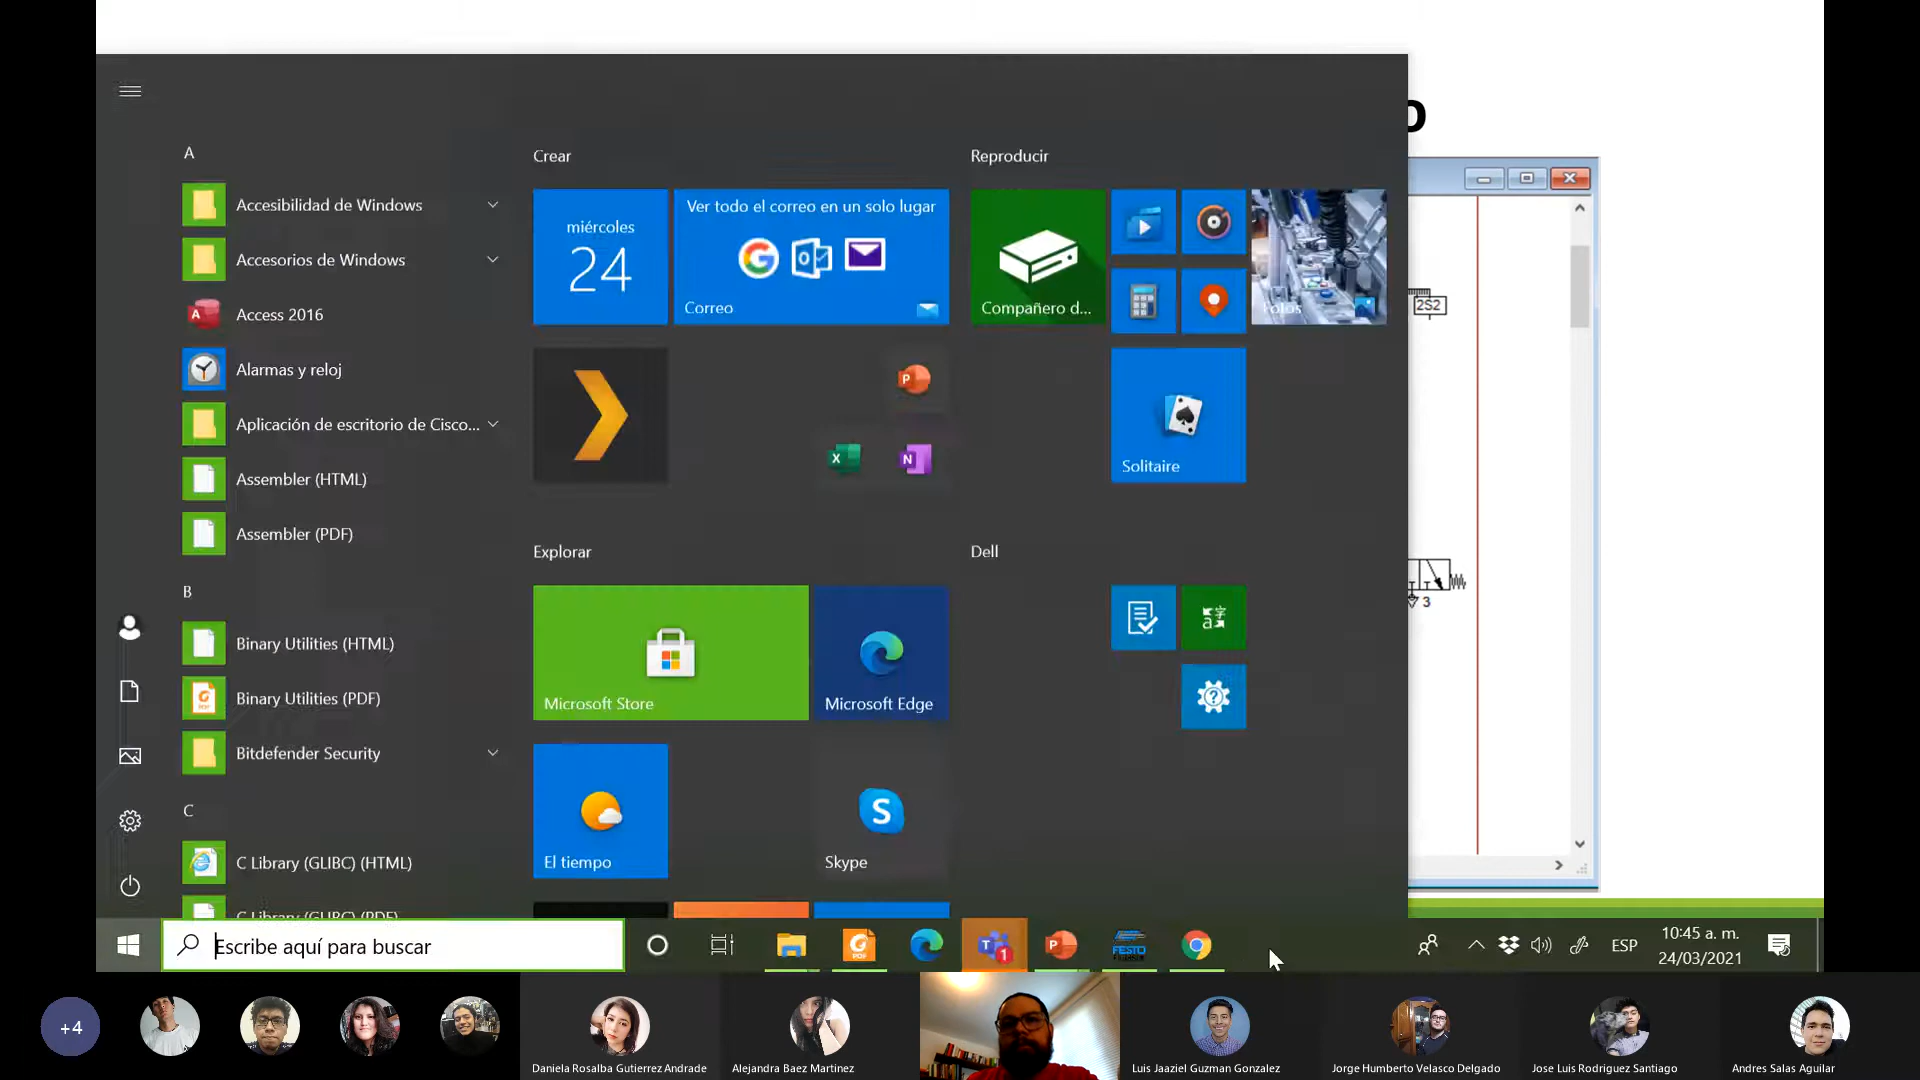 o
A
Accesibilidad de Windows
Accesorios de Windows
Access 2016
Alarmas y reloj
Aplicación de escritorio de Cisco...
Assembler (HTML)
Assembler (PDF)
B
Binary Utilities (HTML)
Binary Utilities (PDF)
Bitdefender Security
C
C Library (GLIBC) (HTML)
C Library (GLIBC) (PDF)
Crear
miércoles
24
Ver todo el correo en un solo lugar
Correo
Explorar
Microsoft Store
Microsoft Edge
El tiempo
Skype
Reproducir
Compañero d...
Fotos
Solitaire
Dell
2S2
3
Escribe aquí para buscar
FESTO
ESP
10:45 a. m.
24/03/2021
+4
Daniela Rosalba Gutierrez Andrade
Alejandra Baez Martinez
Luis Jaaziel Guzman Gonzalez
Jorge Humberto Velasco Delgado
Jose Luis Rodriguez Santiago
Andres Salas Aguilar